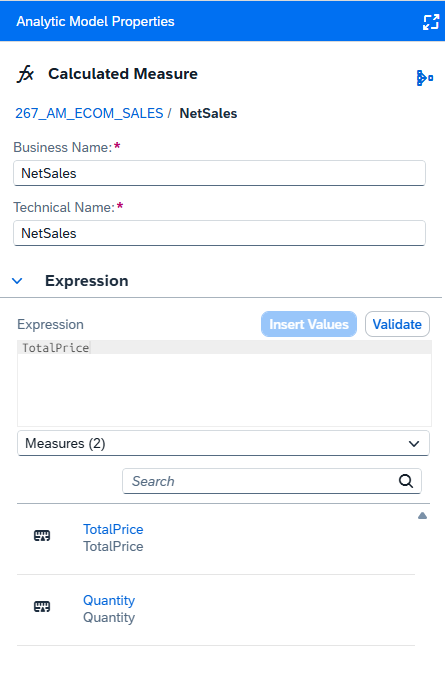 Analytic Model Properties
fx Calculated Measure
267_AM_ECOM_SALES / NetSales
Business Name:*
NetSales
Technical Name:*
NetSales
Expression
Expression Insert Values Validate
TotalPrice
Measures (2)
Search
TotalPrice
TotalPrice
Quantity
Quantity